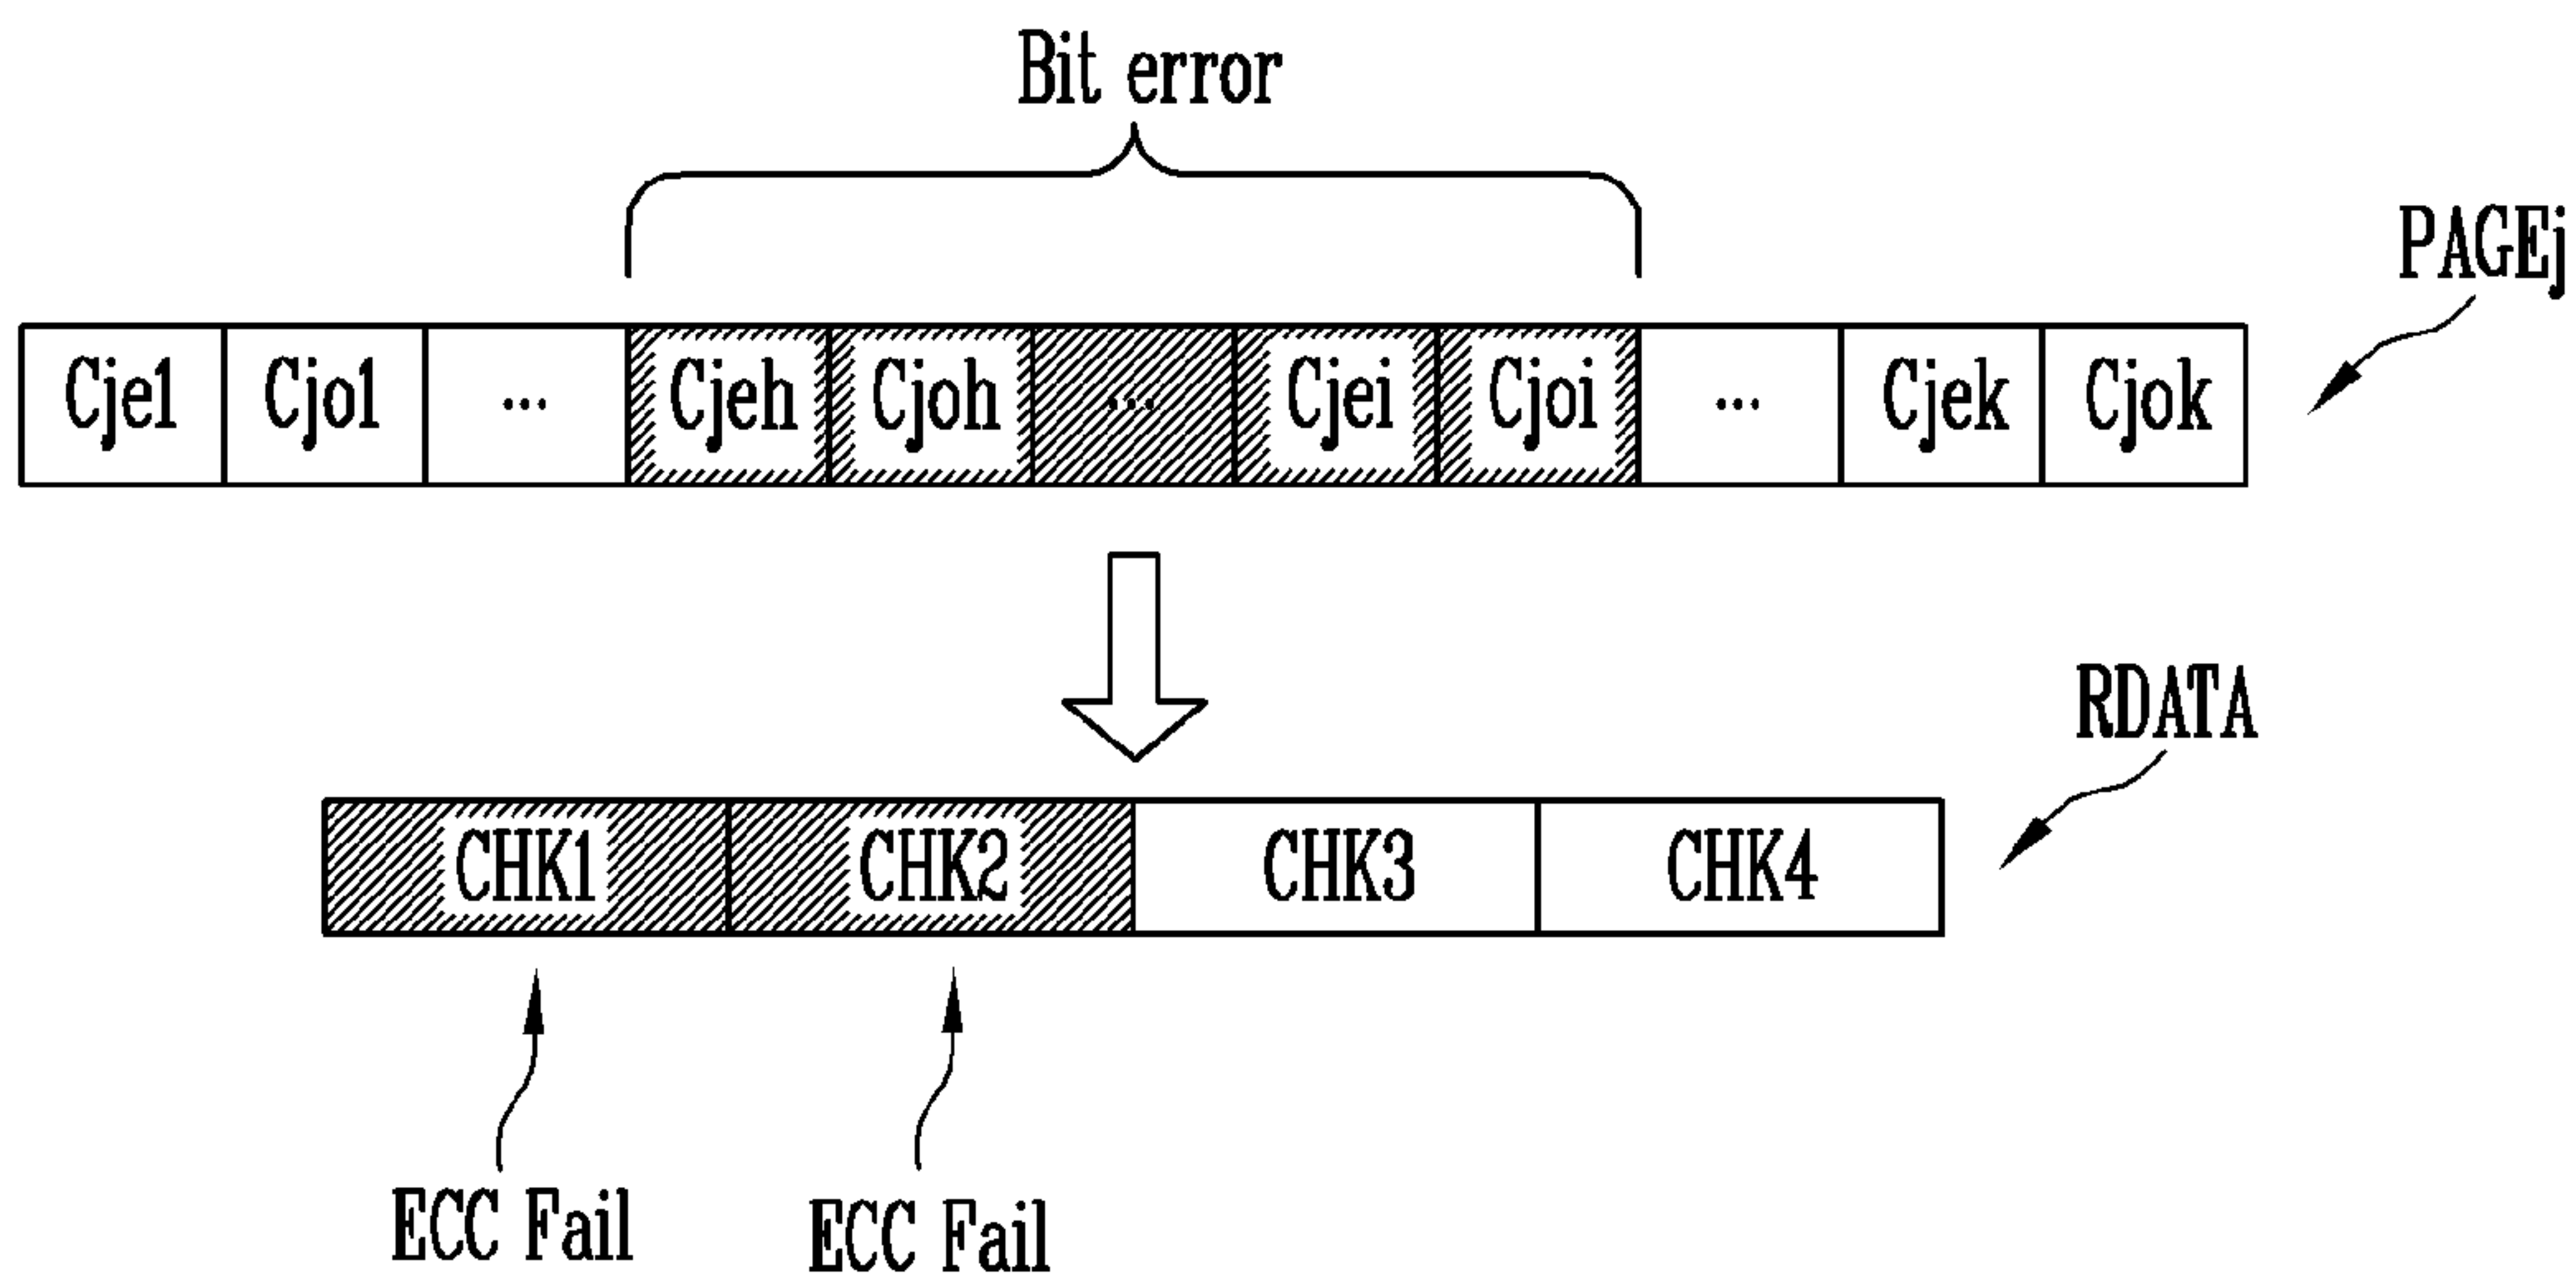 Bit error
PAGEj
Cje1 Cjo1 ... Cjeh Cjoh ... Cjei Cjoi ... Cjek Cjok
RDATA
CHK1 CHK2 CHK3 CHK4
ECC Fail ECC Fail